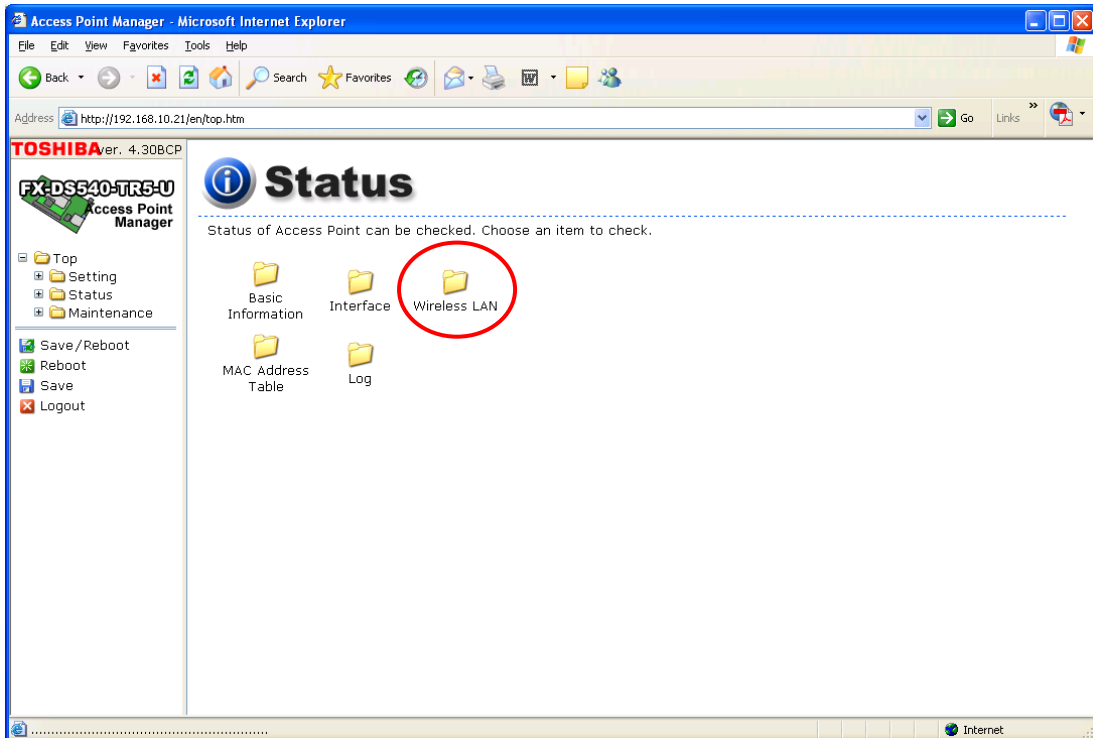 Access Point Manager - Microsoft Internet Explorer
File Edit View Favorites Tools Help
Back Search Favorites
Address http://192.168.10.21/en/top.htm Go Links »
TOSHIBA ver. 4.30BCP
FX-DS540-TR5-U
Access Point
Manager
Top
Setting
Status
Maintenance
Save/Reboot
Reboot
Save
Logout
Status
Status of Access Point can be checked. Choose an item to check.
Basic
Information
Interface
Wireless LAN
MAC Address
Table
Log
Internet